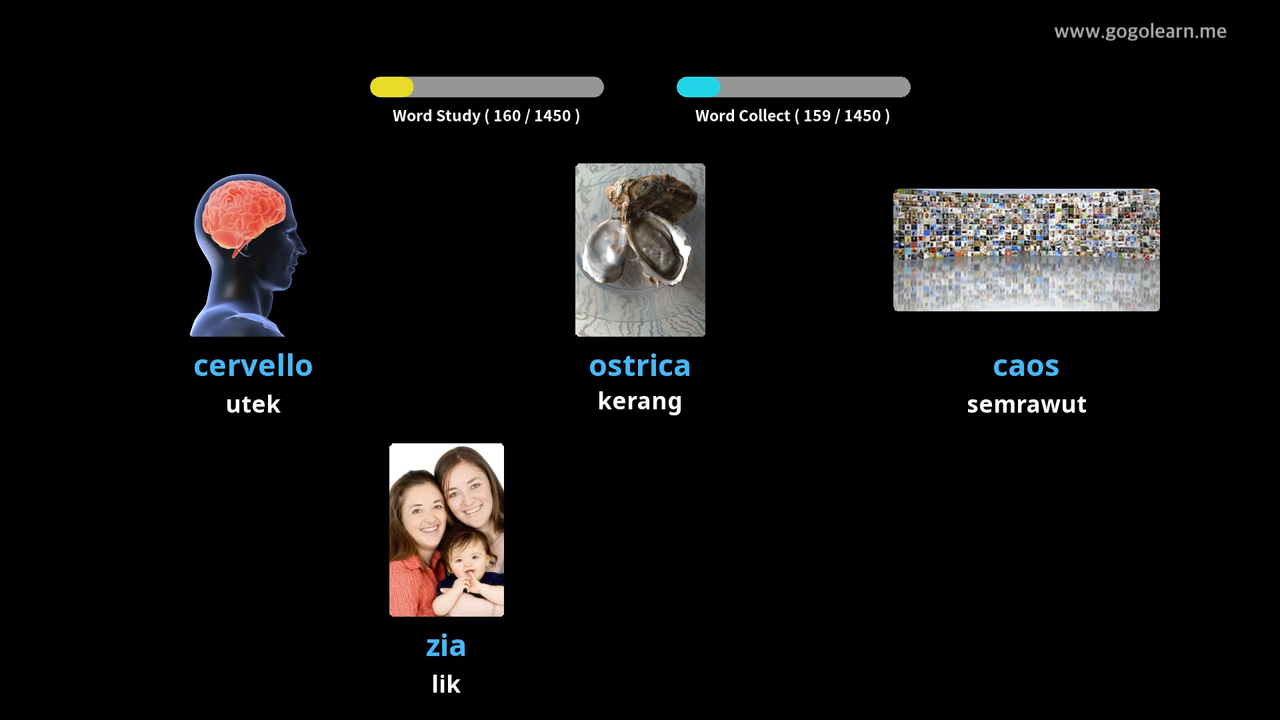 www.gogolearn.me
Word Study ( 160 / 1450 )
Word Collect ( 159 / 1450 )
cervello
utek
ostrica
kerang
caos
semrawut
zia
lik